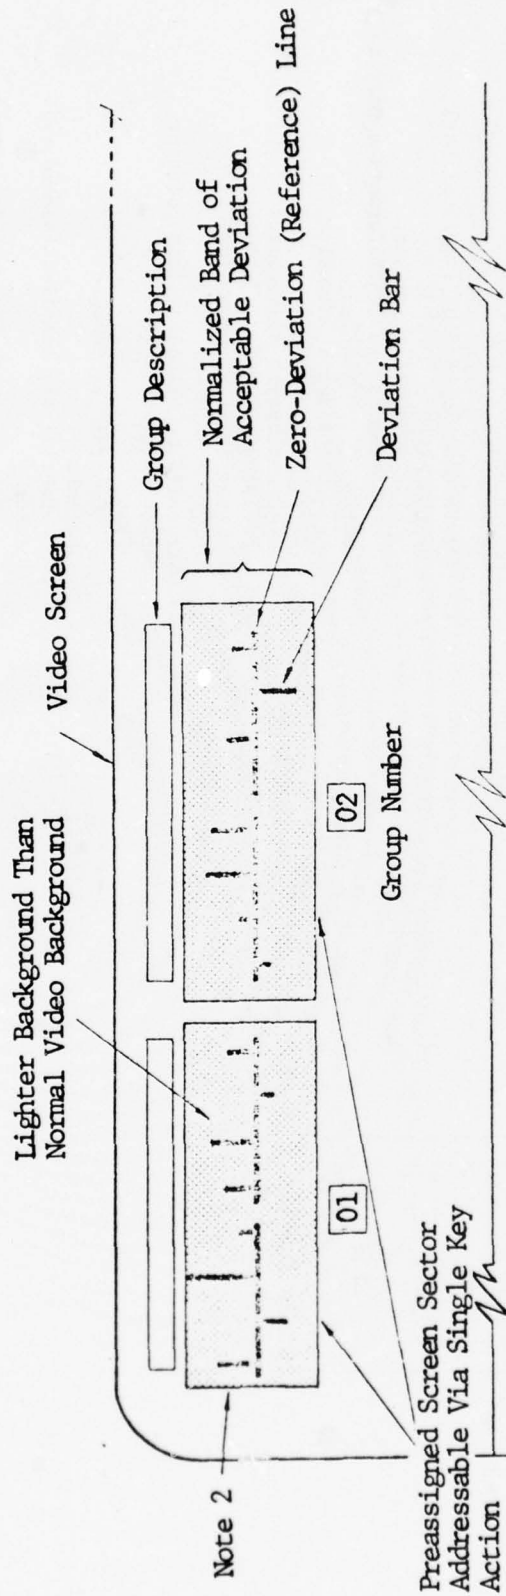 Lighter Background Than
Normal Video Background
Video Screen
Group Description
Normalized Band of
Acceptable Deviation
Zero-Deviation (Reference) Line
Deviation Bar
Note 2
01
02
Group Number
Preassigned Screen Sector
Addressable Via Single Key
Action